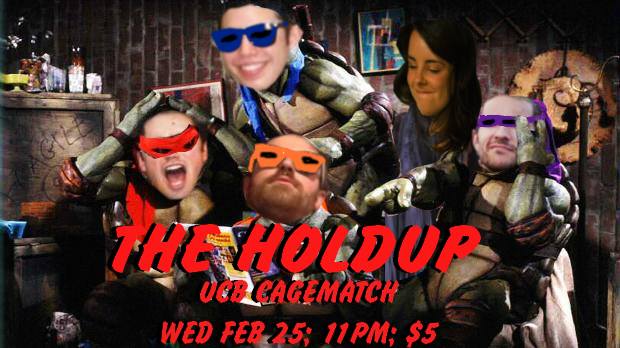 THE HOLDUP
UCB CAGEMATCH
WED FEB 25; 11PM; $5